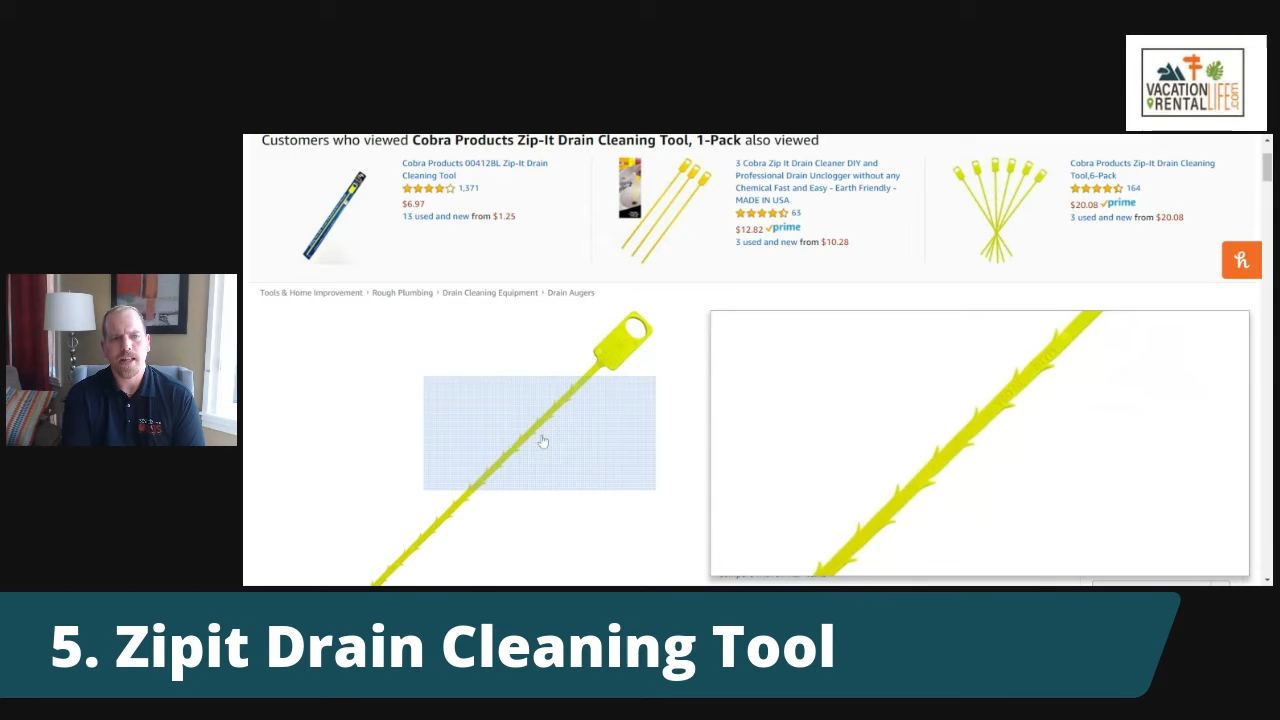 VACATION
RENTAL LIFE.com
Customers who viewed Cobra Products Zip-It Drain Cleaning Tool, 1-Pack also viewed
Cobra Products 00412BL Zip-It Drain
Cleaning Tool
1,371
$6.97
13 used and new from $1.25
3 Cobra Zip It Drain Cleaner DIY and
Professional Drain Unclogger without any
Chemical Fast and Easy - Earth Friendly -
MADE IN USA
63
$12.82 prime
3 used and new from $10.28
Cobra Products Zip-It Drain Cleaning
Tool,6-Pack
164
$20.08 prime
3 used and new from $20.08
h
Tools & Home Improvement › Rough Plumbing › Drain Cleaning Equipment › Drain Augers
5. Zipit Drain Cleaning Tool